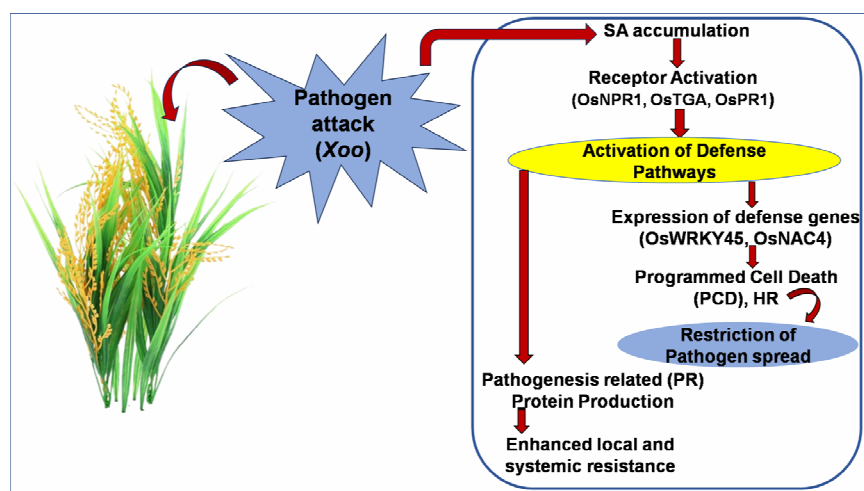 Pathogen
attack
(Xoo)
SA accumulation
Receptor Activation
(OsNPR1, OsTGA, OsPR1)
Activation of Defense
Pathways
Expression of defense genes
(OsWRKY45, OsNAC4)
Programmed Cell Death
(PCD), HR
Restriction of
Pathogen spread
Pathogenesis related (PR)
Protein Production
Enhanced local and
systemic resistance